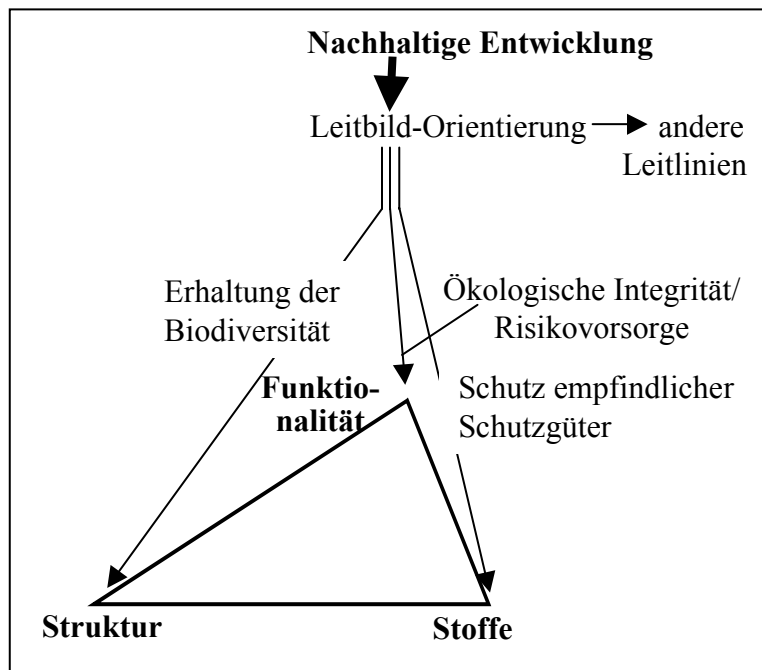 Nachhaltige Entwicklung
Leitbild-Orientierung
andere
Leitlinien
Erhaltung der
Biodiversität
Ökologische Integrität/
Risikovorsorge
Funktio-
nalität
Schutz empfindlicher
Schutzgüter
Struktur
Stoffe